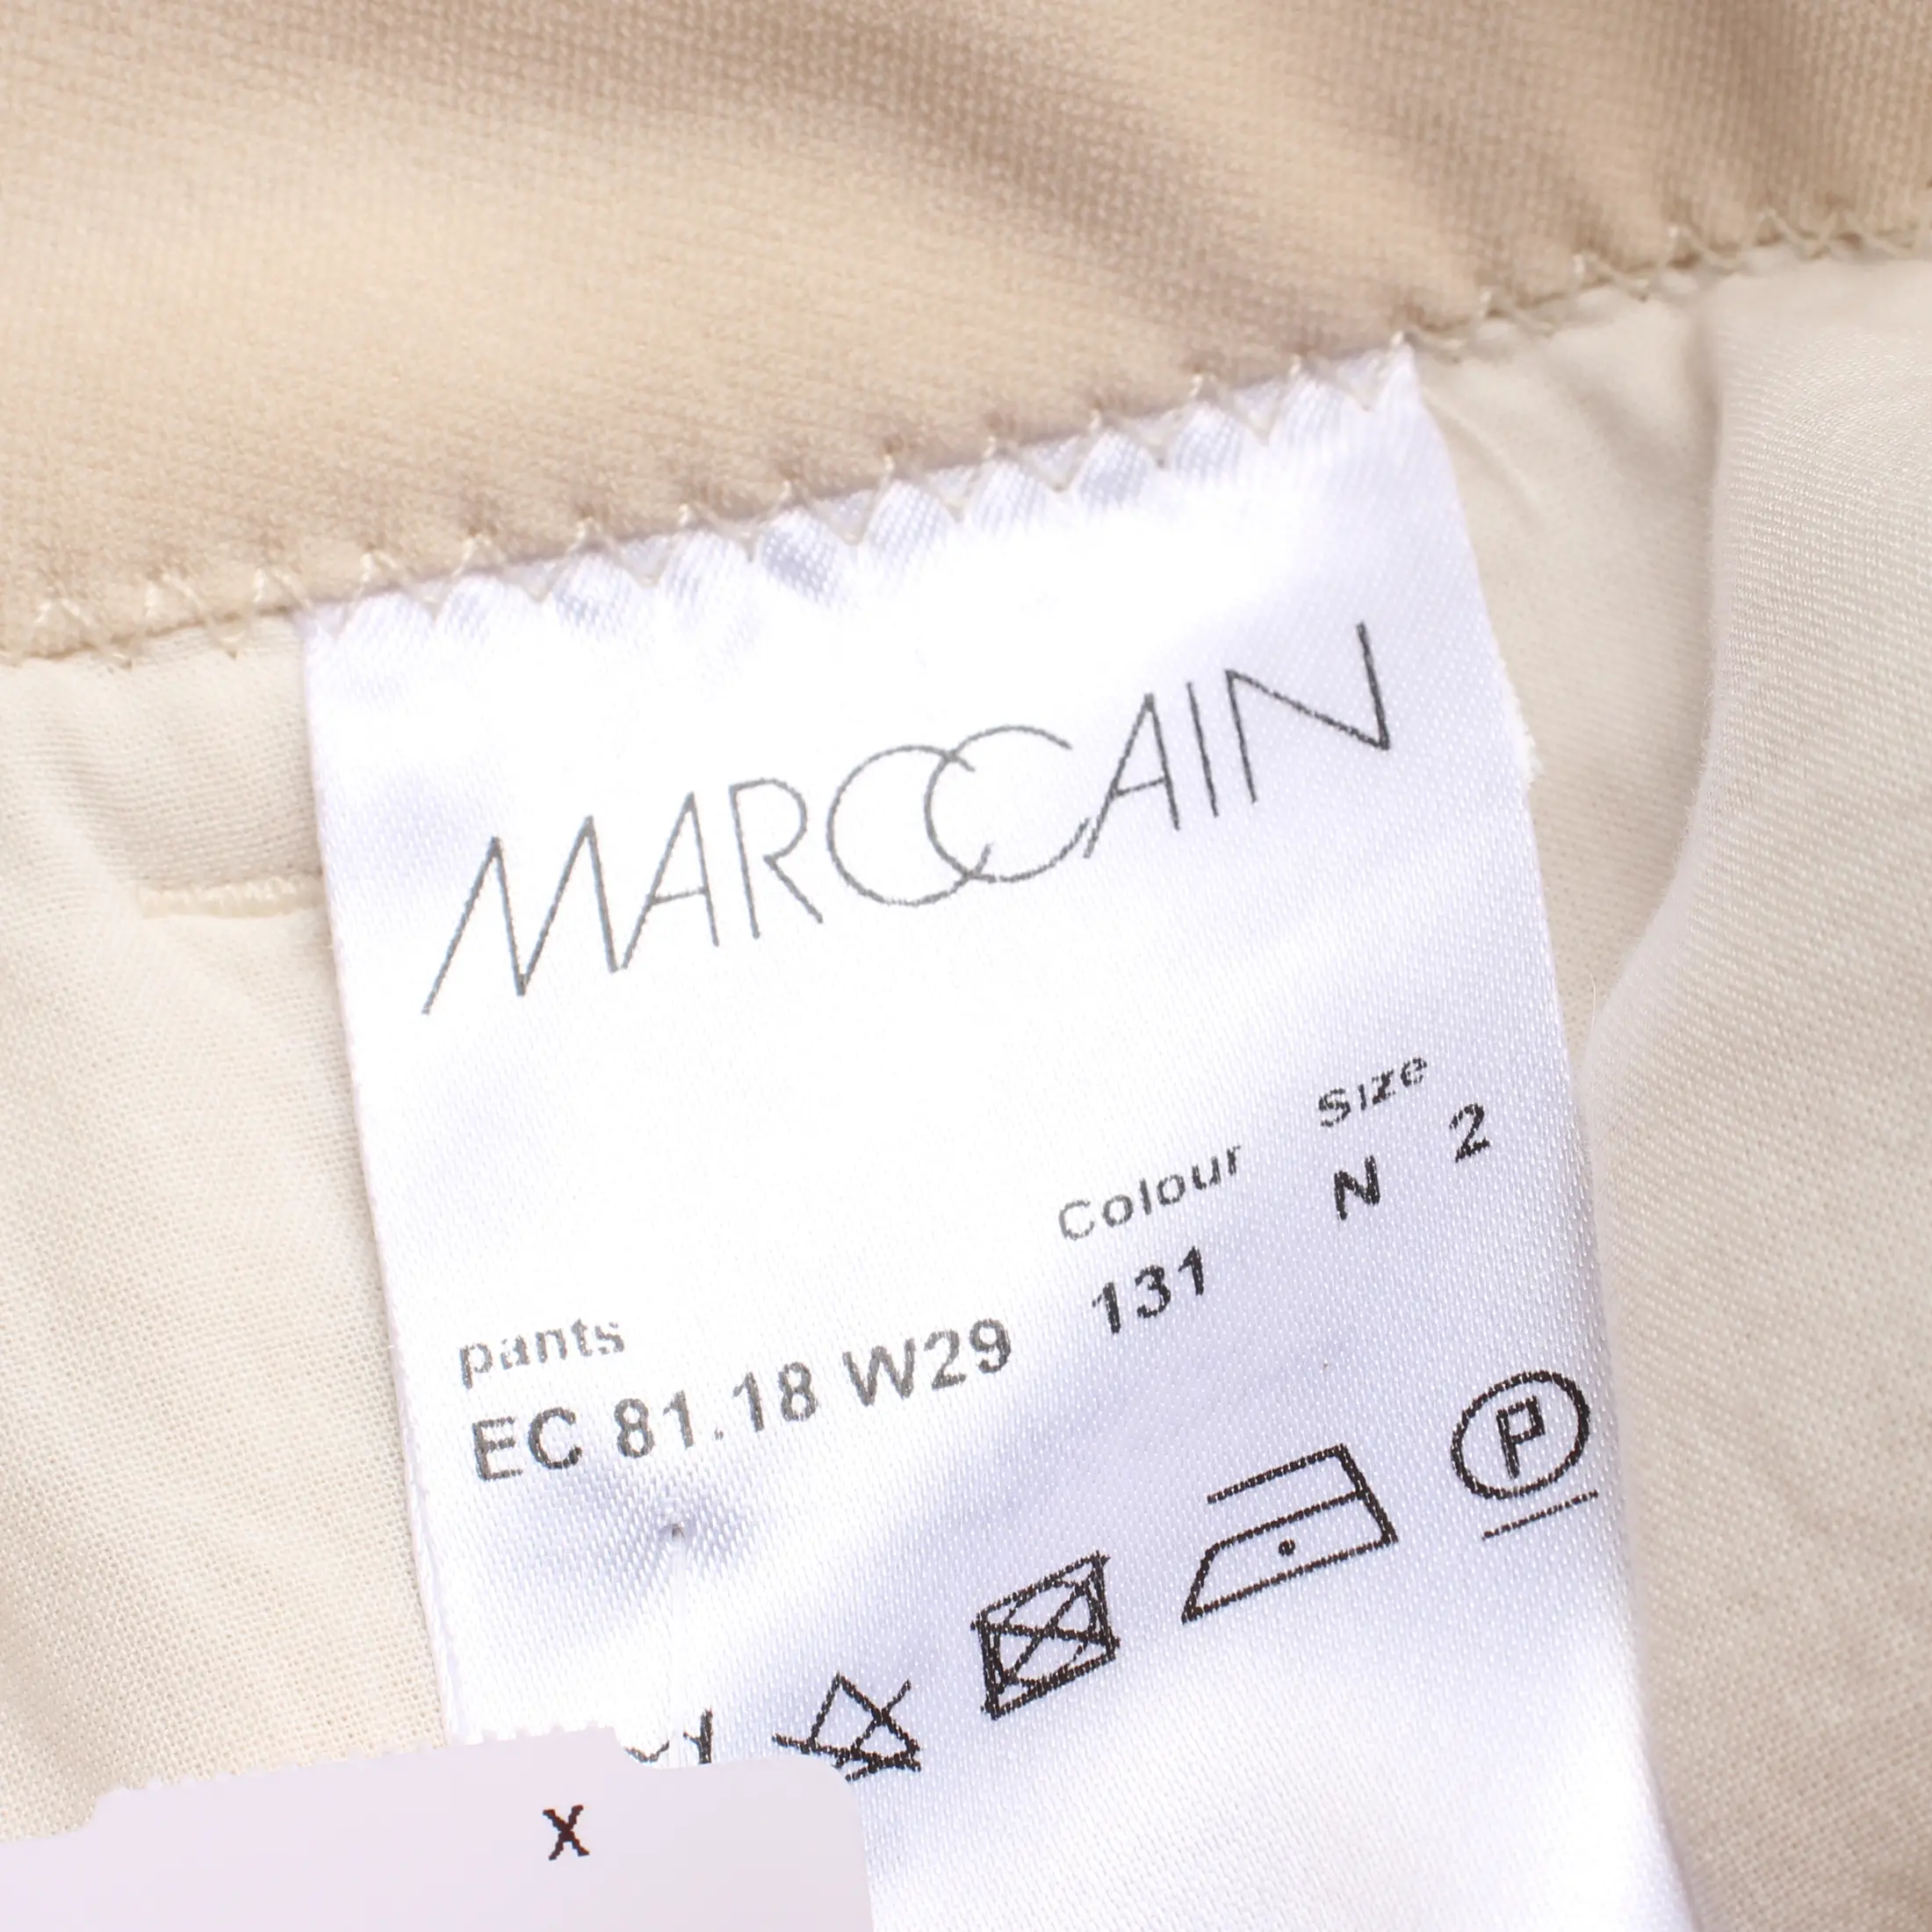 MARCCAIN
pants Colour Size
EC 81.18 W29 131 N 2
P
X